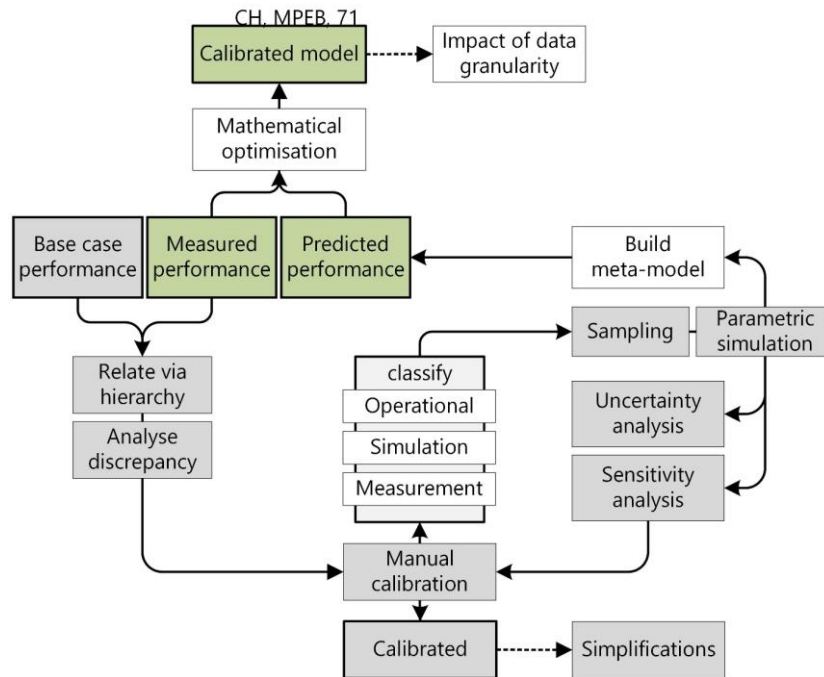 CH, MPEB, 71
Calibrated model
Impact of data
granularity
Mathematical
optimisation
Base case
performance
Measured
performance
Predicted
performance
Build
meta-model
Sampling
Parametric
simulation
Relate via
hierarchy
classify
Operational
Simulation
Measurement
Uncertainty
analysis
Analyse
discrepancy
Sensitivity
analysis
Manual
calibration
Calibrated
Simplifications